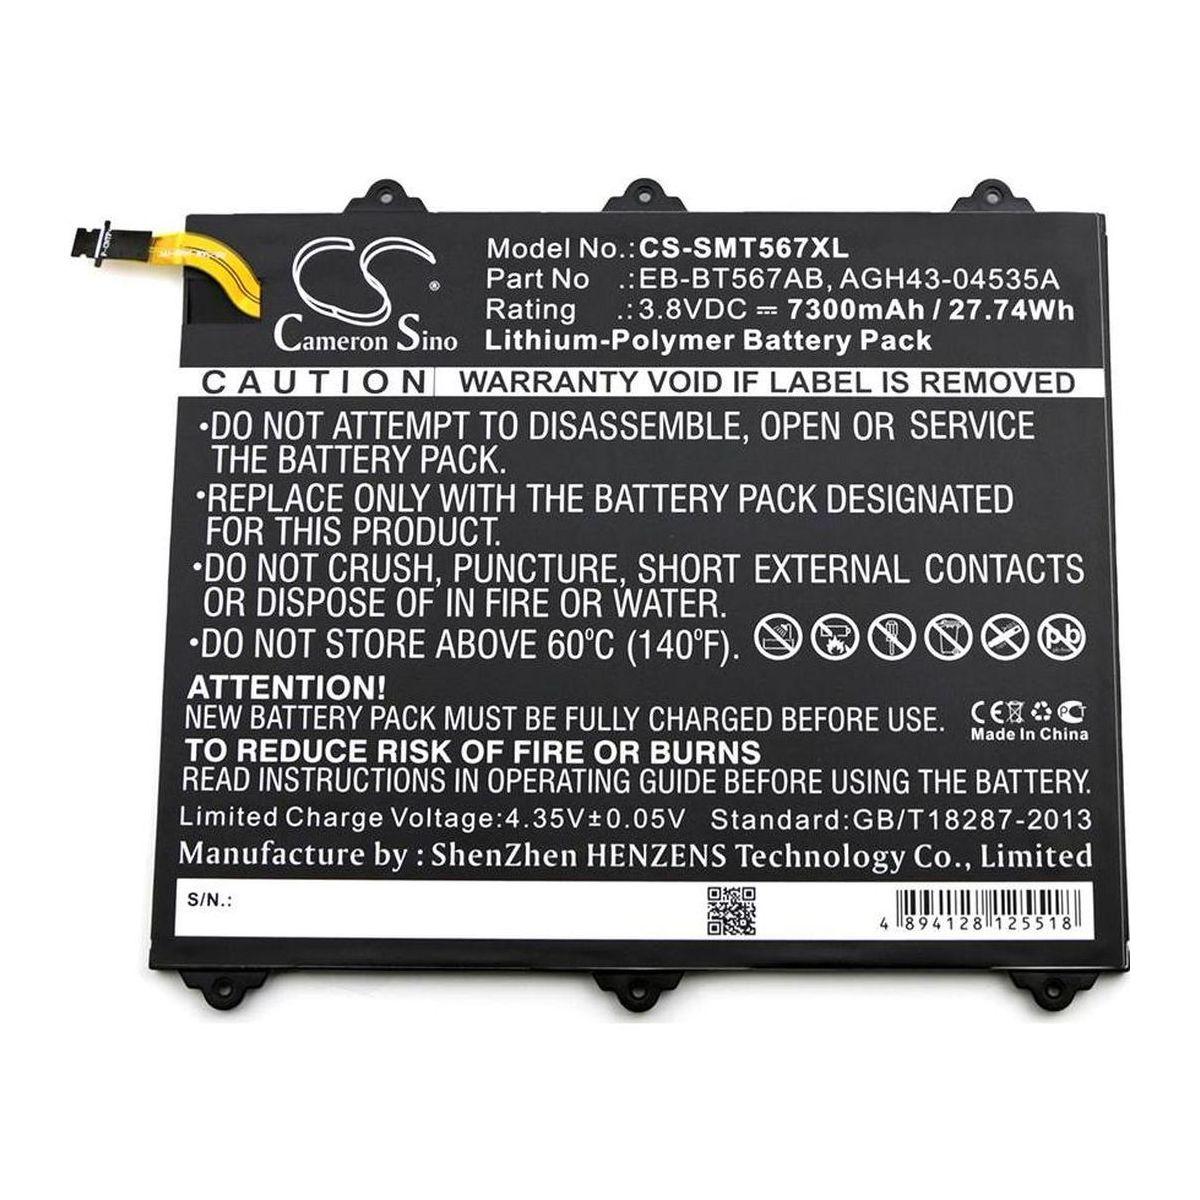 CS®
Cameron Sino
Model No.:CS-SMT567XL
Part No .:EB-BT567AB, AGH43-04535A
Rating .:3.8VDC ⎓ 7300mAh / 27.74Wh
Lithium-Polymer Battery Pack
CAUTION WARRANTY VOID IF LABEL IS REMOVED
•DO NOT ATTEMPT TO DISASSEMBLE, OPEN OR SERVICE
THE BATTERY PACK.
•REPLACE ONLY WITH THE BATTERY PACK DESIGNATED
FOR THIS PRODUCT.
•DO NOT CRUSH, PUNCTURE, SHORT EXTERNAL CONTACTS
OR DISPOSE OF IN FIRE OR WATER.
•DO NOT STORE ABOVE 60ºC (140ºF).
Pb
ATTENTION!
NEW BATTERY PACK MUST BE FULLY CHARGED BEFORE USE.
CE PCT
Made In China
TO REDUCE RISK OF FIRE OR BURNS
READ INSTRUCTIONS IN OPERATING GUIDE BEFORE USING THE BATTERY.
Limited Charge Voltage:4.35V±0.05V Standard:GB/T18287-2013
Manufacture by : ShenZhen HENZENS Technology Co., Limited
S/N.:
4 894128 125518